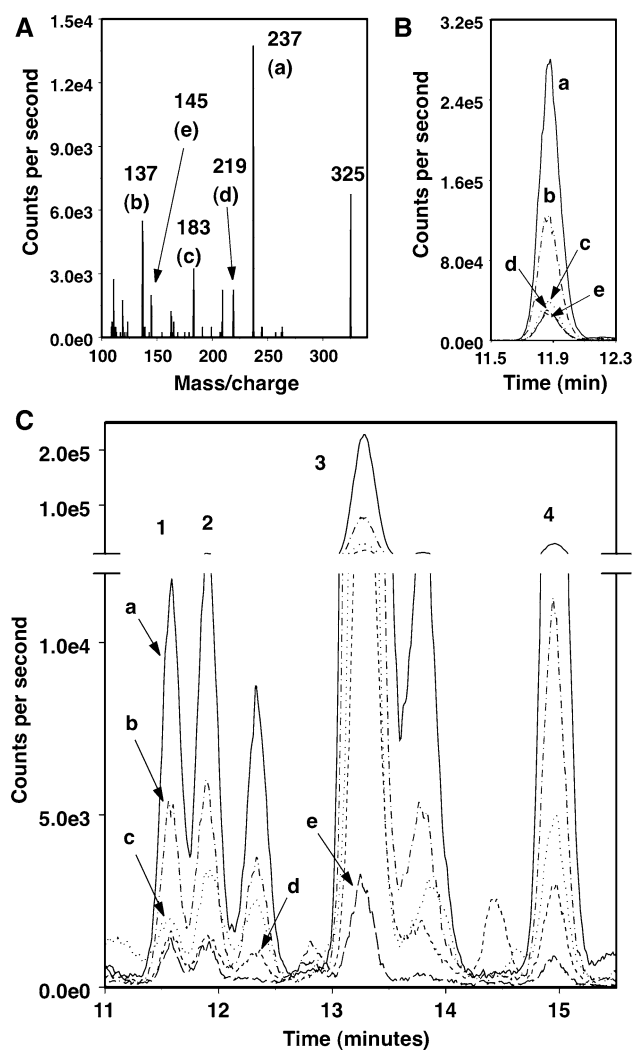 A
1.5e4
1.2e4
9.0e3
6.0e3
3.0e3
0.0e0
Counts per second
237
(a)
145
(e)
137
(b)
219
(d)
183
(c)
325
100
150
200
250
300
Mass/charge
B
3.2e5
2.4e5
1.6e5
8.0e4
0.0e0
Counts per second
a
b
c
d
e
11.5
11.9
12.3
Time (min)
C
2.0e5
1.0e5
1.0e4
5.0e3
0.0e0
Counts per second
1
2
3
4
a
b
c
d
e
11
12
13
14
15
Time (minutes)